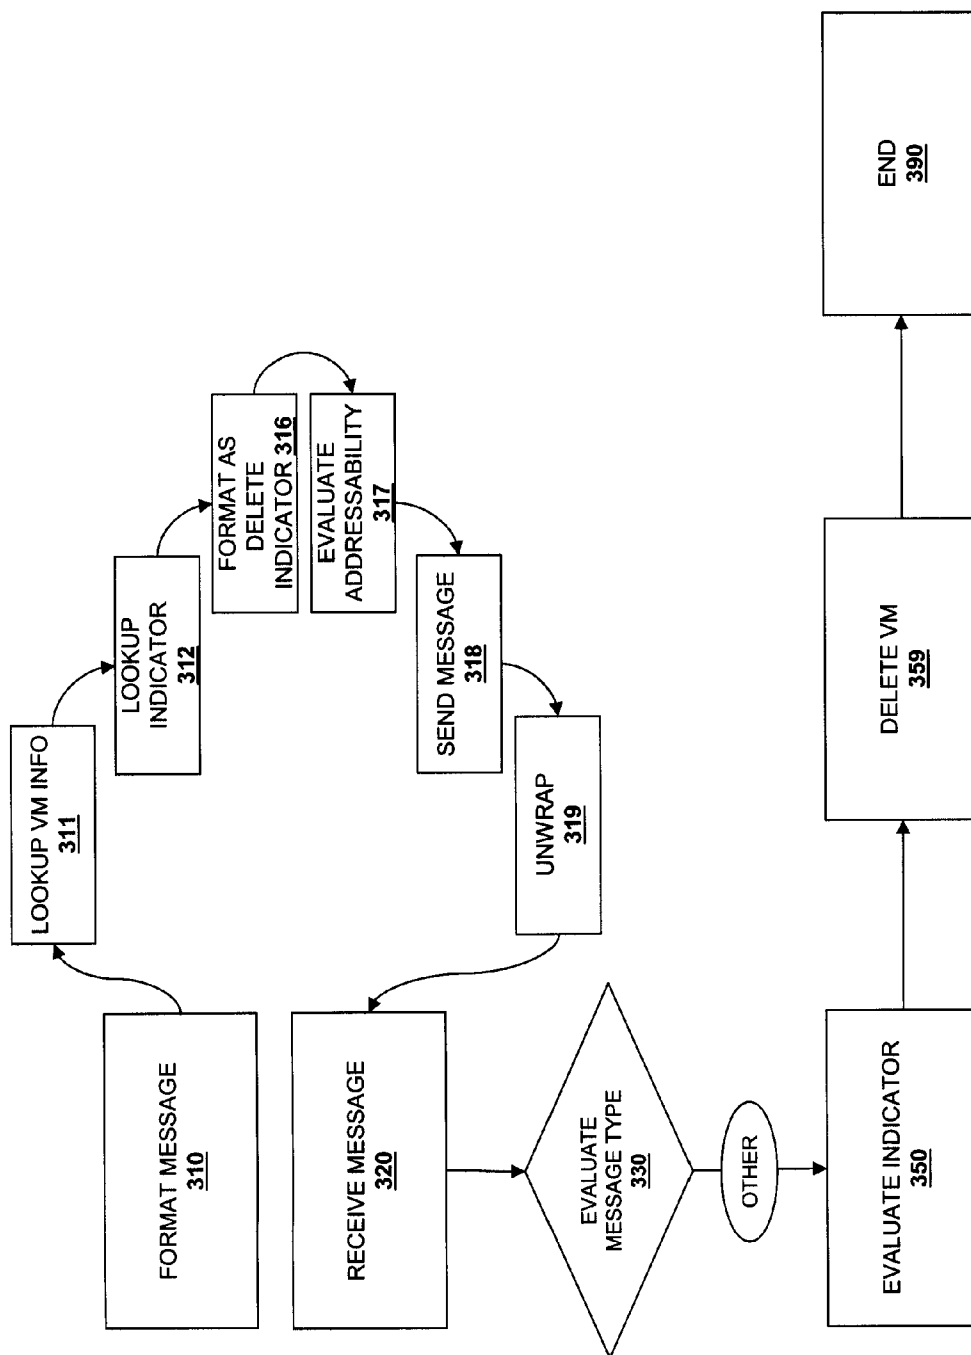 FORMAT MESSAGE
310
LOOKUP VM INFO
311
LOOKUP
INDICATOR
312
FORMAT AS
DELETE
INDICATOR 316
EVALUATE
ADDRESSABILITY
317
SEND MESSAGE
318
UNWRAP
319
RECEIVE MESSAGE
320
EVALUATE
MESSAGE TYPE
330
OTHER
EVALUATE INDICATOR
350
DELETE VM
359
END
390